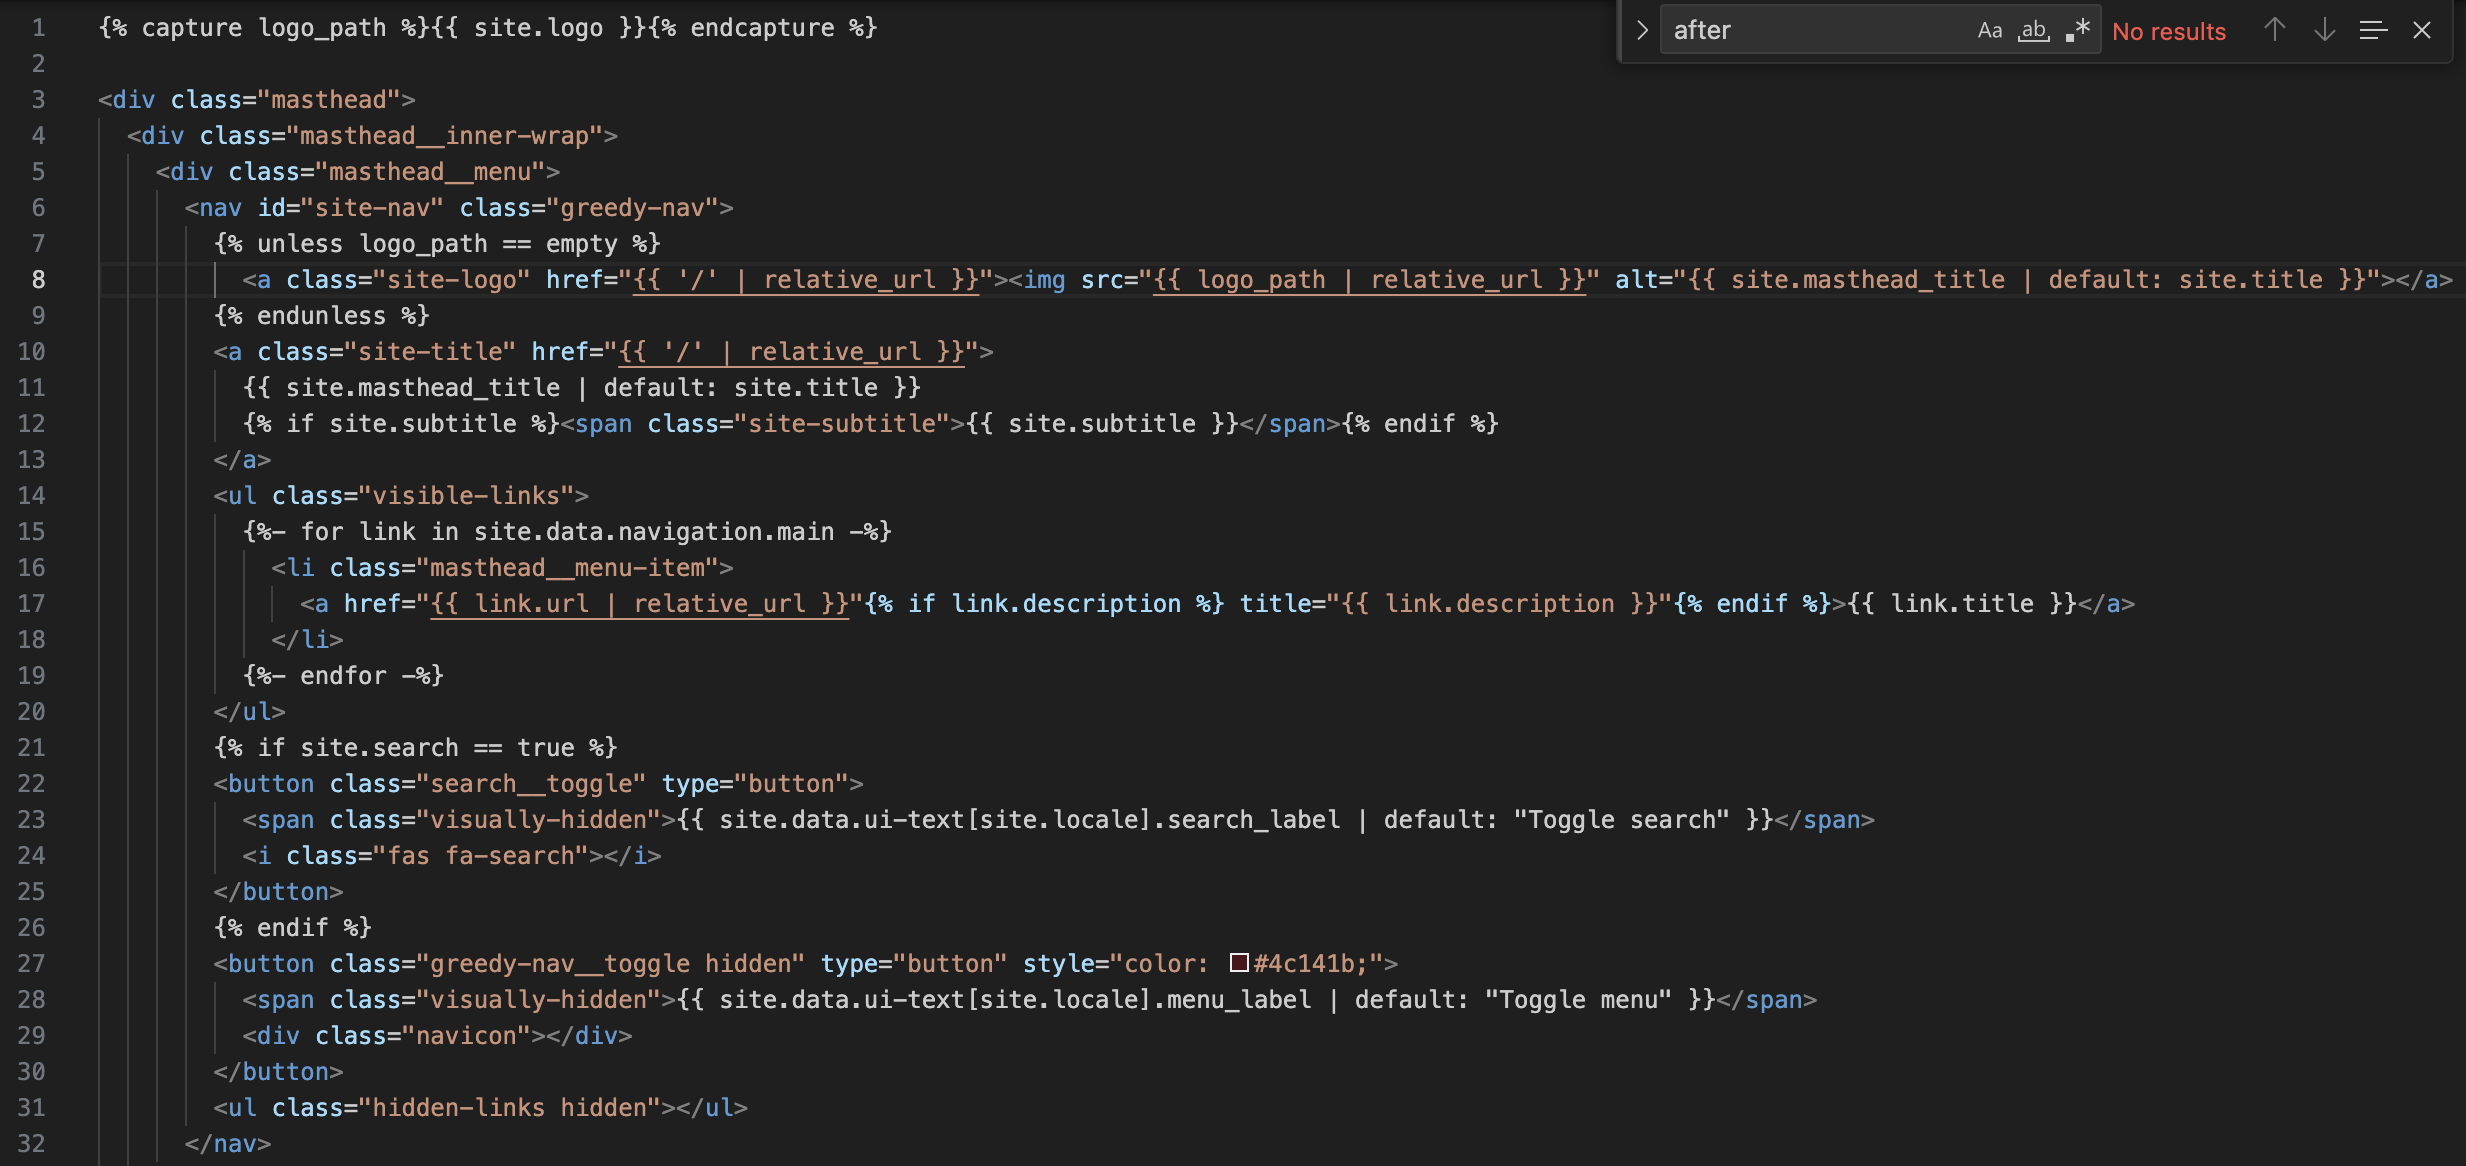 after Aa ab .* No results
1 {% capture logo_path %}{{ site.logo }}{% endcapture %}
2
3 <div class="masthead">
4 <div class="masthead__inner-wrap">
5 <div class="masthead__menu">
6 <nav id="site-nav" class="greedy-nav">
7 {% unless logo_path == empty %}
8 <a class="site-logo" href="{{ '/' | relative_url }}"><img src="{{ logo_path | relative_url }}" alt="{{ site.masthead_title | default: site.title }}"></a>
9 {% endunless %}
10 <a class="site-title" href="{{ '/' | relative_url }}">
11 {{ site.masthead_title | default: site.title }}
12 {% if site.subtitle %}<span class="site-subtitle">{{ site.subtitle }}</span>{% endif %}
13 </a>
14 <ul class="visible-links">
15 {%- for link in site.data.navigation.main -%}
16 <li class="masthead__menu-item">
17 <a href="{{ link.url | relative_url }}"{% if link.description %} title="{{ link.description }}"{% endif %}>{{ link.title }}</a>
18 </li>
19 {%- endfor -%}
20 </ul>
21 {% if site.search == true %}
22 <button class="search__toggle" type="button">
23 <span class="visually-hidden">{{ site.data.ui-text[site.locale].search_label | default: "Toggle search" }}</span>
24 <i class="fas fa-search"></i>
25 </button>
26 {% endif %}
27 <button class="greedy-nav__toggle hidden" type="button" style="color: #4c141b;">
28 <span class="visually-hidden">{{ site.data.ui-text[site.locale].menu_label | default: "Toggle menu" }}</span>
29 <div class="navicon"></div>
30 </button>
31 <ul class="hidden-links hidden"></ul>
32 </nav>